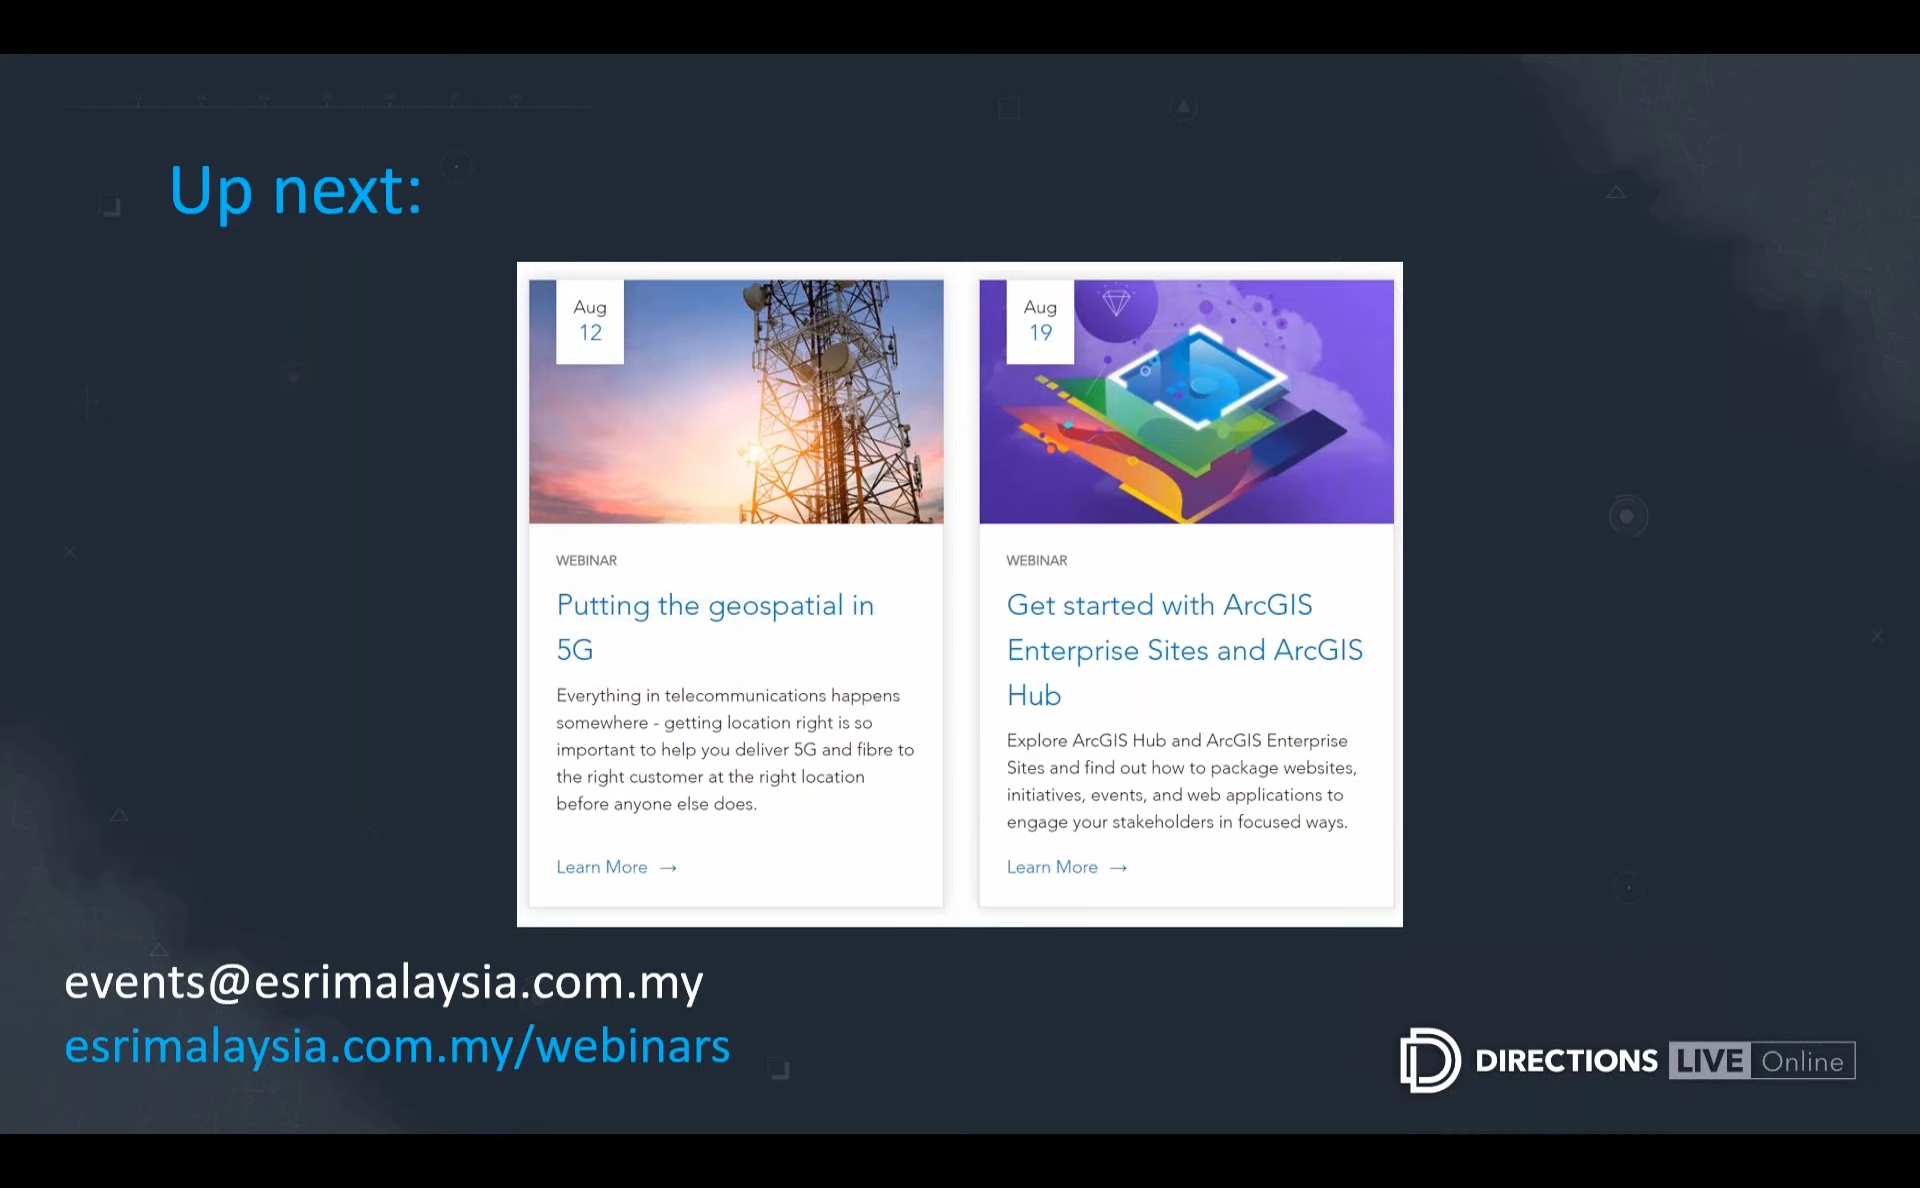 Up next:
Aug
12
WEBINAR
Putting the geospatial in
5G
Everything in telecommunications happens
somewhere - getting location right is so
important to help you deliver 5G and fibre to
the right customer at the right location
before anyone else does.
Learn More →
Aug
19
WEBINAR
Get started with ArcGIS
Enterprise Sites and ArcGIS
Hub
Explore ArcGIS Hub and ArcGIS Enterprise
Sites and find out how to package websites,
initiatives, events, and web applications to
engage your stakeholders in focused ways.
Learn More →
events@esrimalaysia.com.my
esrimalaysia.com.my/webinars
DIRECTIONS LIVE Online